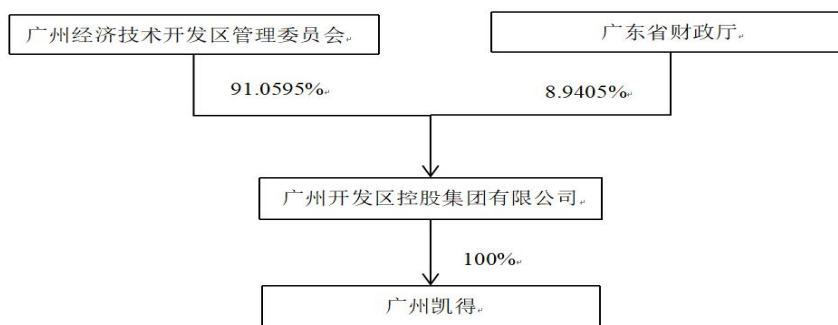 广州经济技术开发区管理委员会
广东省财政厅
91.0595%
8.9405%
广州开发区控股集团有限公司
100%
广州凯得